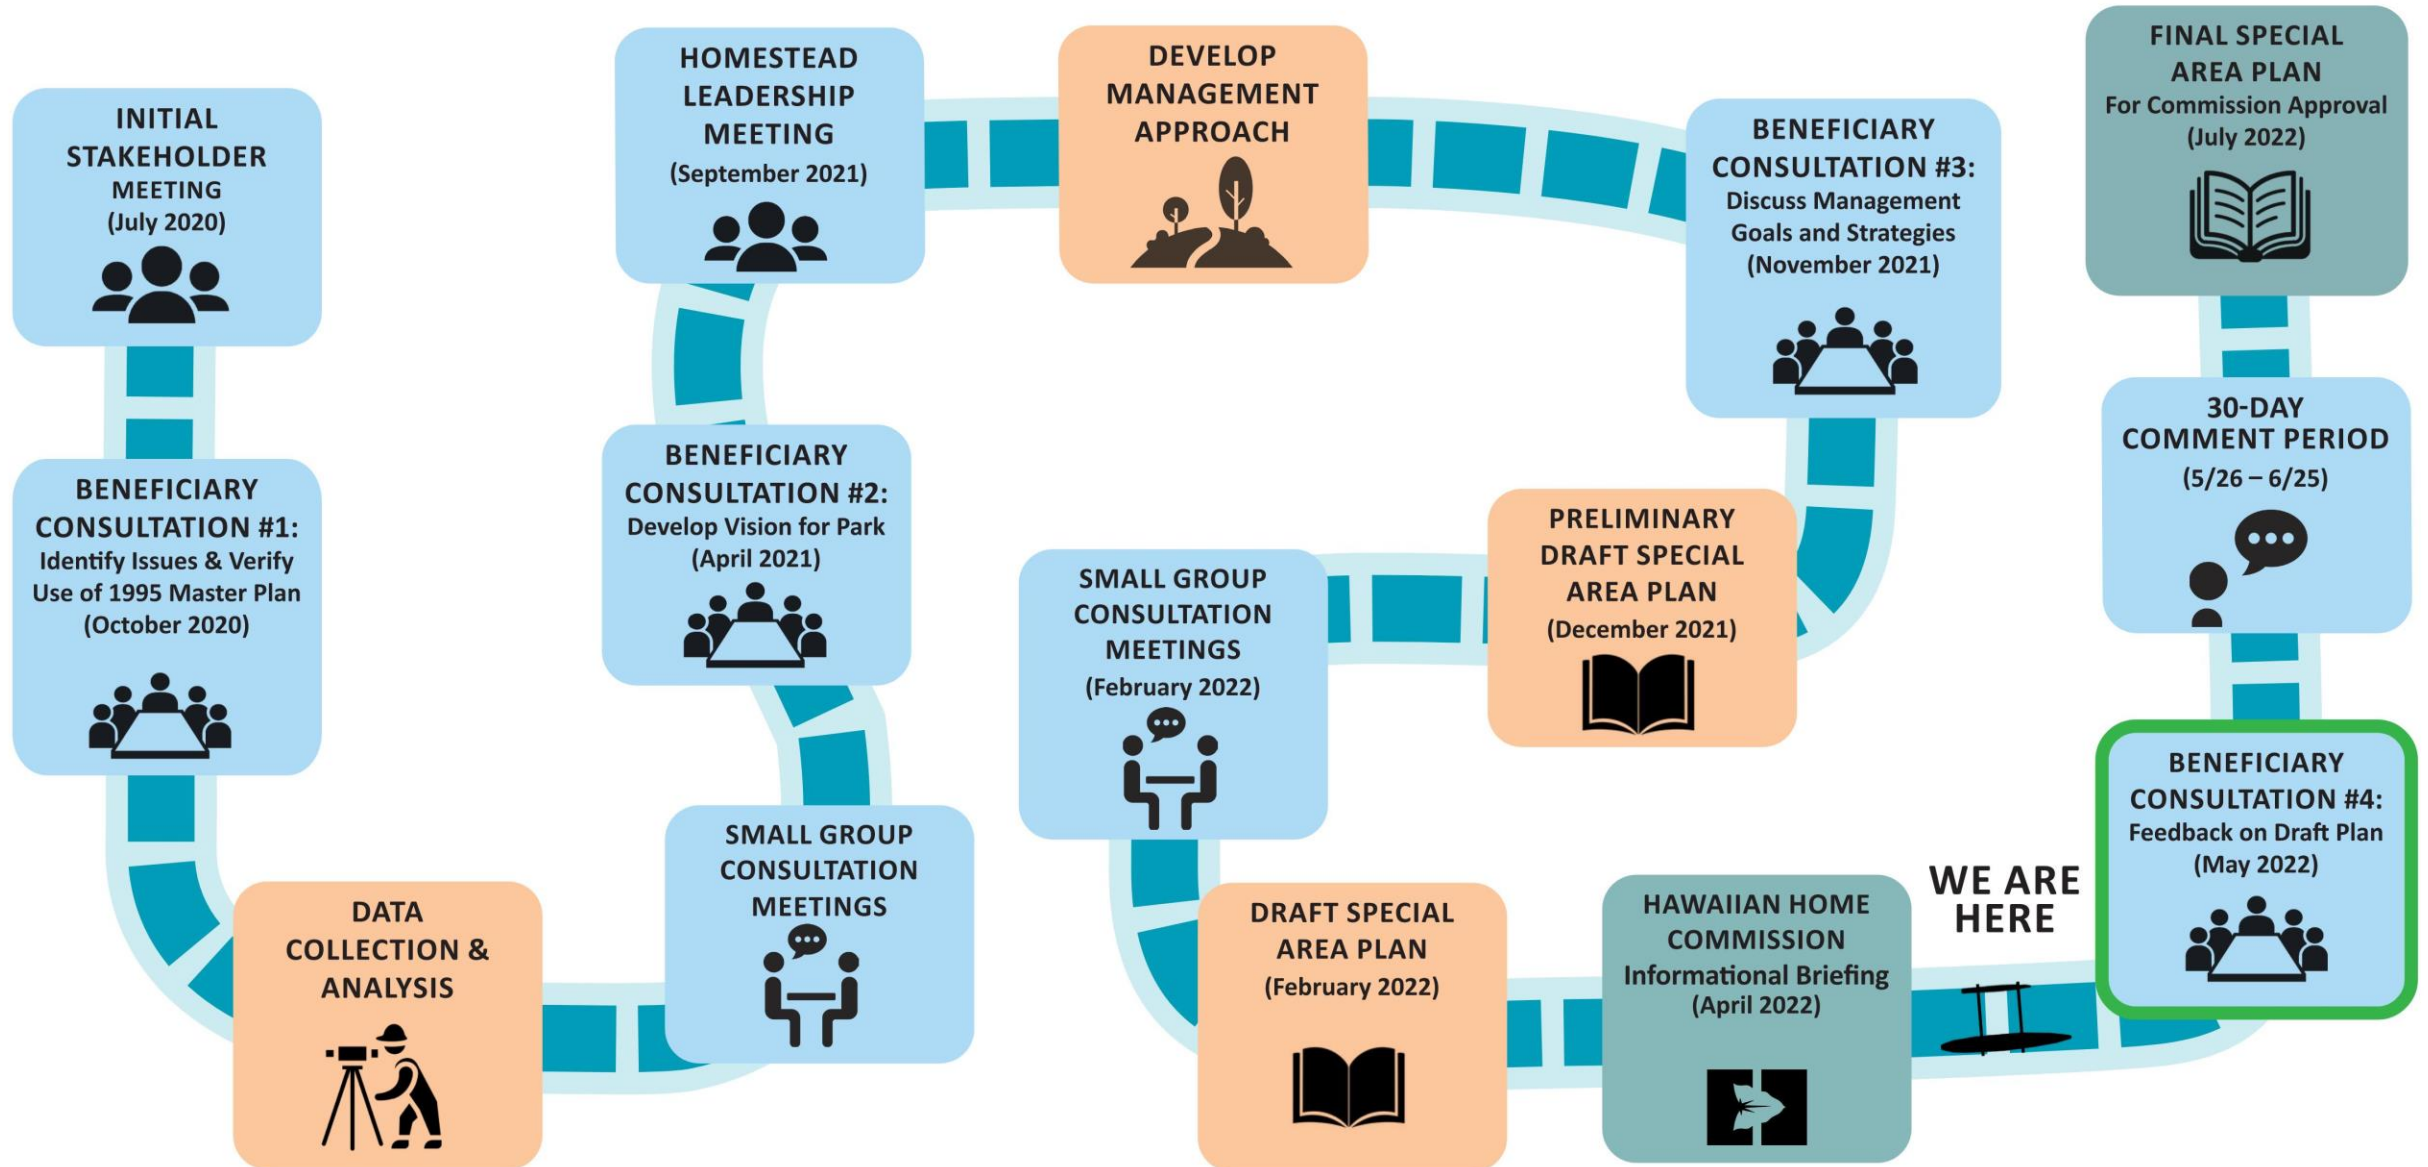 INITIAL
STAKEHOLDER
MEETING
(July 2020)
BENEFICIARY
CONSULTATION #1:
Identify Issues & Verify
Use of 1995 Master Plan
(October 2020)
DATA
COLLECTION &
ANALYSIS
SMALL GROUP
CONSULTATION
MEETINGS
BENEFICIARY
CONSULTATION #2:
Develop Vision for Park
(April 2021)
HOMESTEAD
LEADERSHIP
MEETING
(September 2021)
DEVELOP
MANAGEMENT
APPROACH
BENEFICIARY
CONSULTATION #3:
Discuss Management
Goals and Strategies
(November 2021)
PRELIMINARY
DRAFT SPECIAL
AREA PLAN
(December 2021)
SMALL GROUP
CONSULTATION
MEETINGS
(February 2022)
DRAFT SPECIAL
AREA PLAN
(February 2022)
HAWAIIAN HOME
COMMISSION
Informational Briefing
(April 2022)
WE ARE
HERE
BENEFICIARY
CONSULTATION #4:
Feedback on Draft Plan
(May 2022)
30-DAY
COMMENT PERIOD
(5/26 – 6/25)
FINAL SPECIAL
AREA PLAN
For Commission Approval
(July 2022)